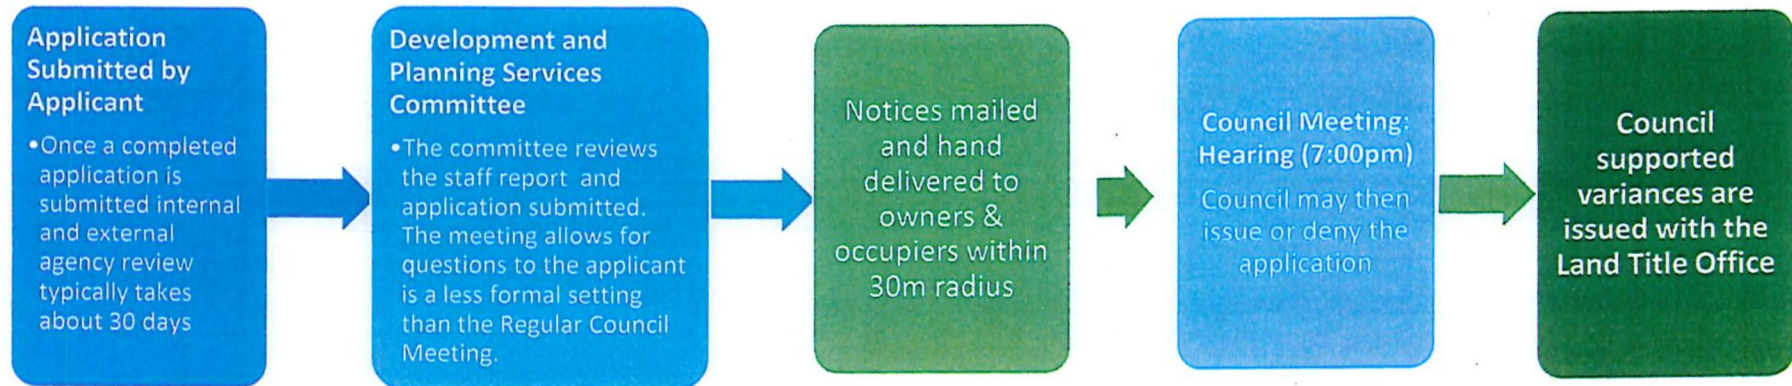 Application
Submitted by
Applicant
•Once a completed
application is
submitted internal
and external
agency review
typically takes
about 30 days
Development and
Planning Services
Committee
•The committee reviews
the staff report and
application submitted.
The meeting allows for
questions to the applicant
is a less formal setting
than the Regular Council
Meeting.
Notices mailed
and hand
delivered to
owners &
occupiers within
30m radius
Council Meeting:
Hearing (7:00pm)
Council may then
issue or deny the
application
Council
supported
variances are
issued with the
Land Title Office